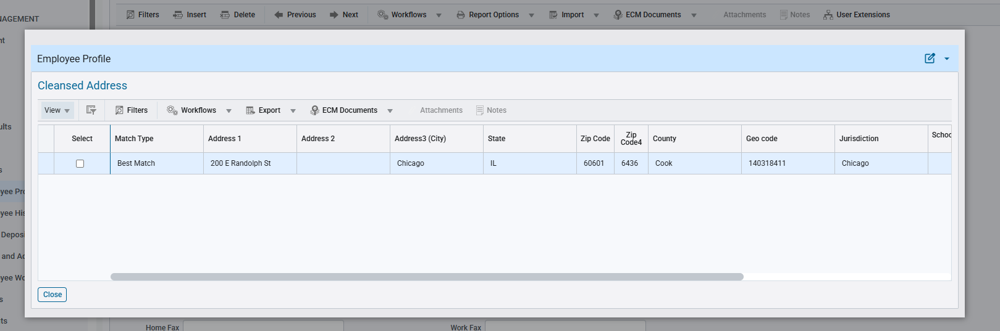 Filters Insert Delete Previous Next Workflows Report Options Import ECM Documents Attachments Notes User Extensions
NAGEMENT
nt
Employee Profile
Cleansed Address
View Filters Workflows Export ECM Documents Attachments Notes
Select Match Type Address 1 Address 2 Address3 (City) State Zip Code Zip Code4 County Geo code Jurisdiction Schoo
Best Match 200 E Randolph St Chicago IL 60601 6436 Cook 140318411 Chicago
ults
s
yee Pro
yee His
Deposi
and Ad
yee Wo
Close
s
ts
Home Fax Work Fax